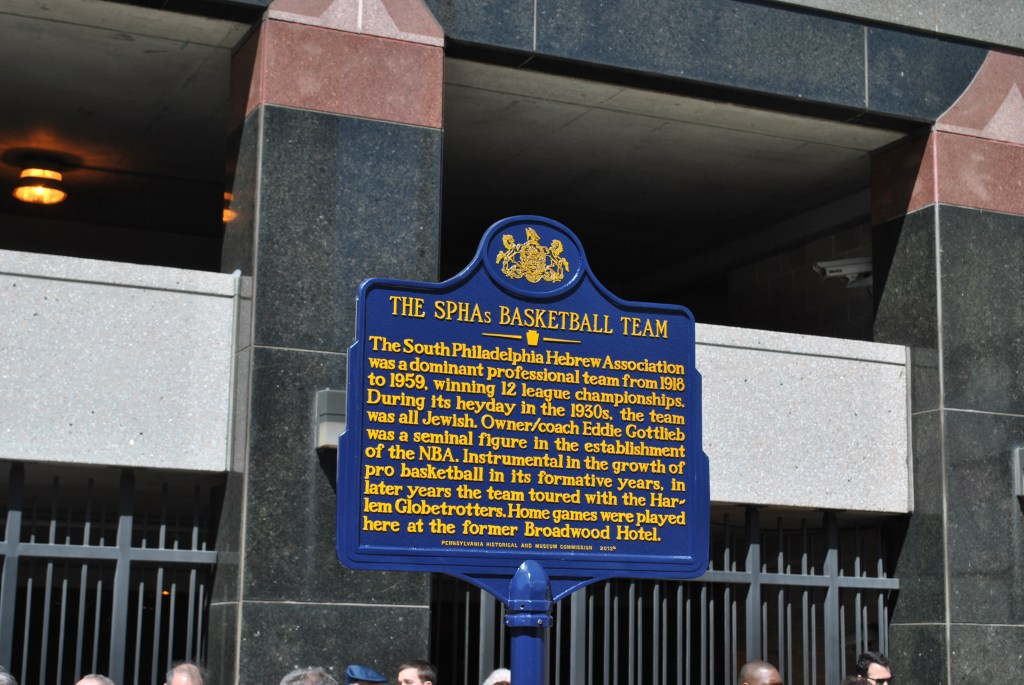 THE SPHAs BASKETBALL TEAM
The South Philadelphia Hebrew Association
was a dominant professional team from 1918
to 1959, winning 12 league championships.
During its heyday in the 1930s, the team
was all Jewish. Owner/coach Eddie Gottlieb
was a seminal figure in the establishment
of the NBA. Instrumental in the growth of
pro basketball in its formative years, in
later years the team toured with the Har-
lem Globetrotters. Home games were played
here at the former Broadwood Hotel.
PENNSYLVANIA HISTORICAL AND MUSEUM COMMISSION 2012